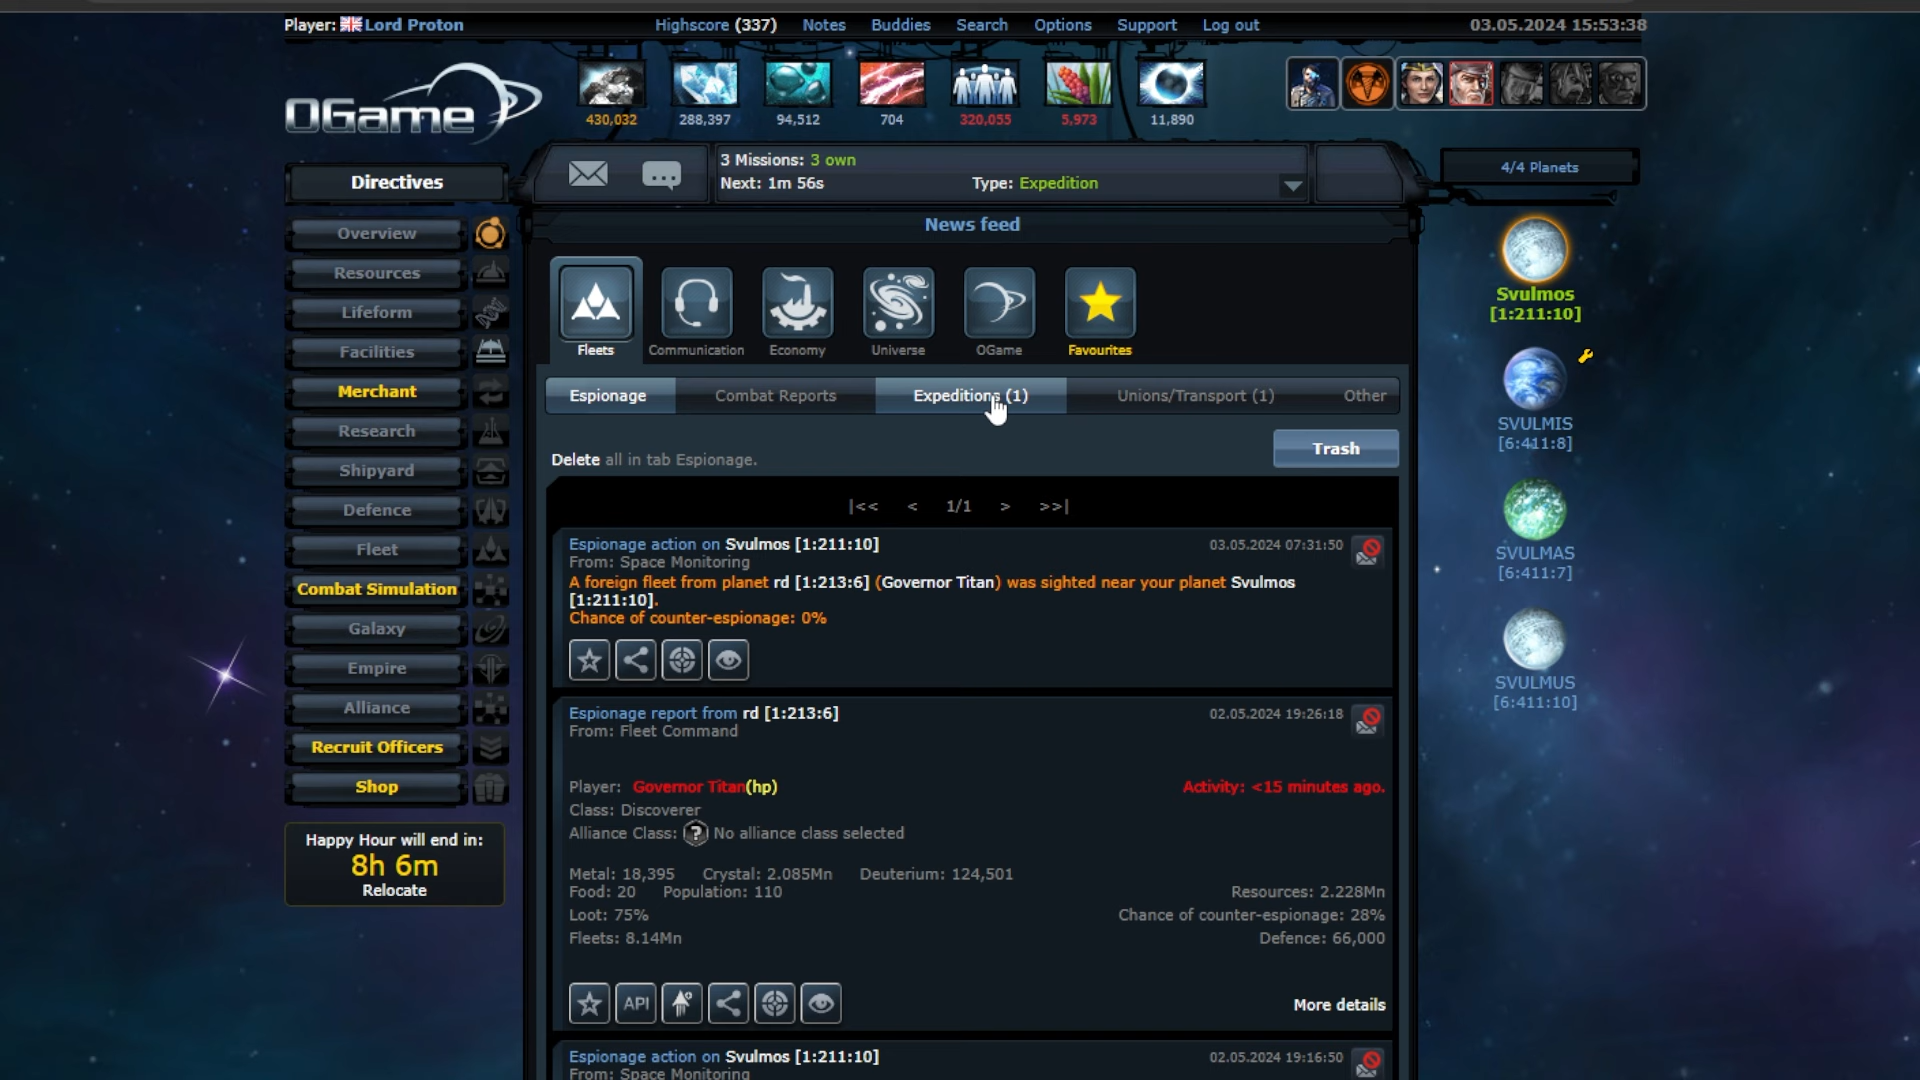 Player: Lord Proton
Highscore (337) Notes Buddies Search Options Support Log out
03.05.2024 15:53:38
OGame
430,032 288,397 94,512 704 320,055 5,973 11,890
3 Missions: 3 own
Next: 1m 56s Type: Expedition
Directives
Overview
Resources
Lifeform
Facilities
Merchant
Research
Shipyard
Defence
Fleet
Combat Simulation
Galaxy
Empire
Alliance
Recruit Officers
Shop
Happy Hour will end in:
8h 6m
Relocate
News feed
Fleets Communication Economy Universe OGame Favourites
Espionage Combat Reports Expeditions (1) Unions/Transport (1) Other
Delete all in tab Espionage.
Trash
|<< < 1/1 > >>|
Espionage action on Svulmos [1:211:10] 03.05.2024 07:31:50
From: Space Monitoring
A foreign fleet from planet rd [1:213:6] (Governor Titan) was sighted near your planet Svulmos
[1:211:10].
Chance of counter-espionage: 0%
Espionage report from rd [1:213:6] 02.05.2024 19:26:18
From: Fleet Command
Player: Governor Titan(hp) Activity: <15 minutes ago.
Class: Discoverer
Alliance Class: ? No alliance class selected
Metal: 18,395 Crystal: 2.085Mn Deuterium: 124,501
Food: 20 Population: 110 Resources: 2.228Mn
Loot: 75% Chance of counter-espionage: 28%
Fleets: 8.14Mn Defence: 66,000
API
More details
Espionage action on Svulmos [1:211:10] 02.05.2024 19:16:50
From: Space Monitoring
4/4 Planets
Svulmos
[1:211:10]
SVULMIS
[6:411:8]
SVULMAS
[6:411:7]
SVULMUS
[6:411:10]